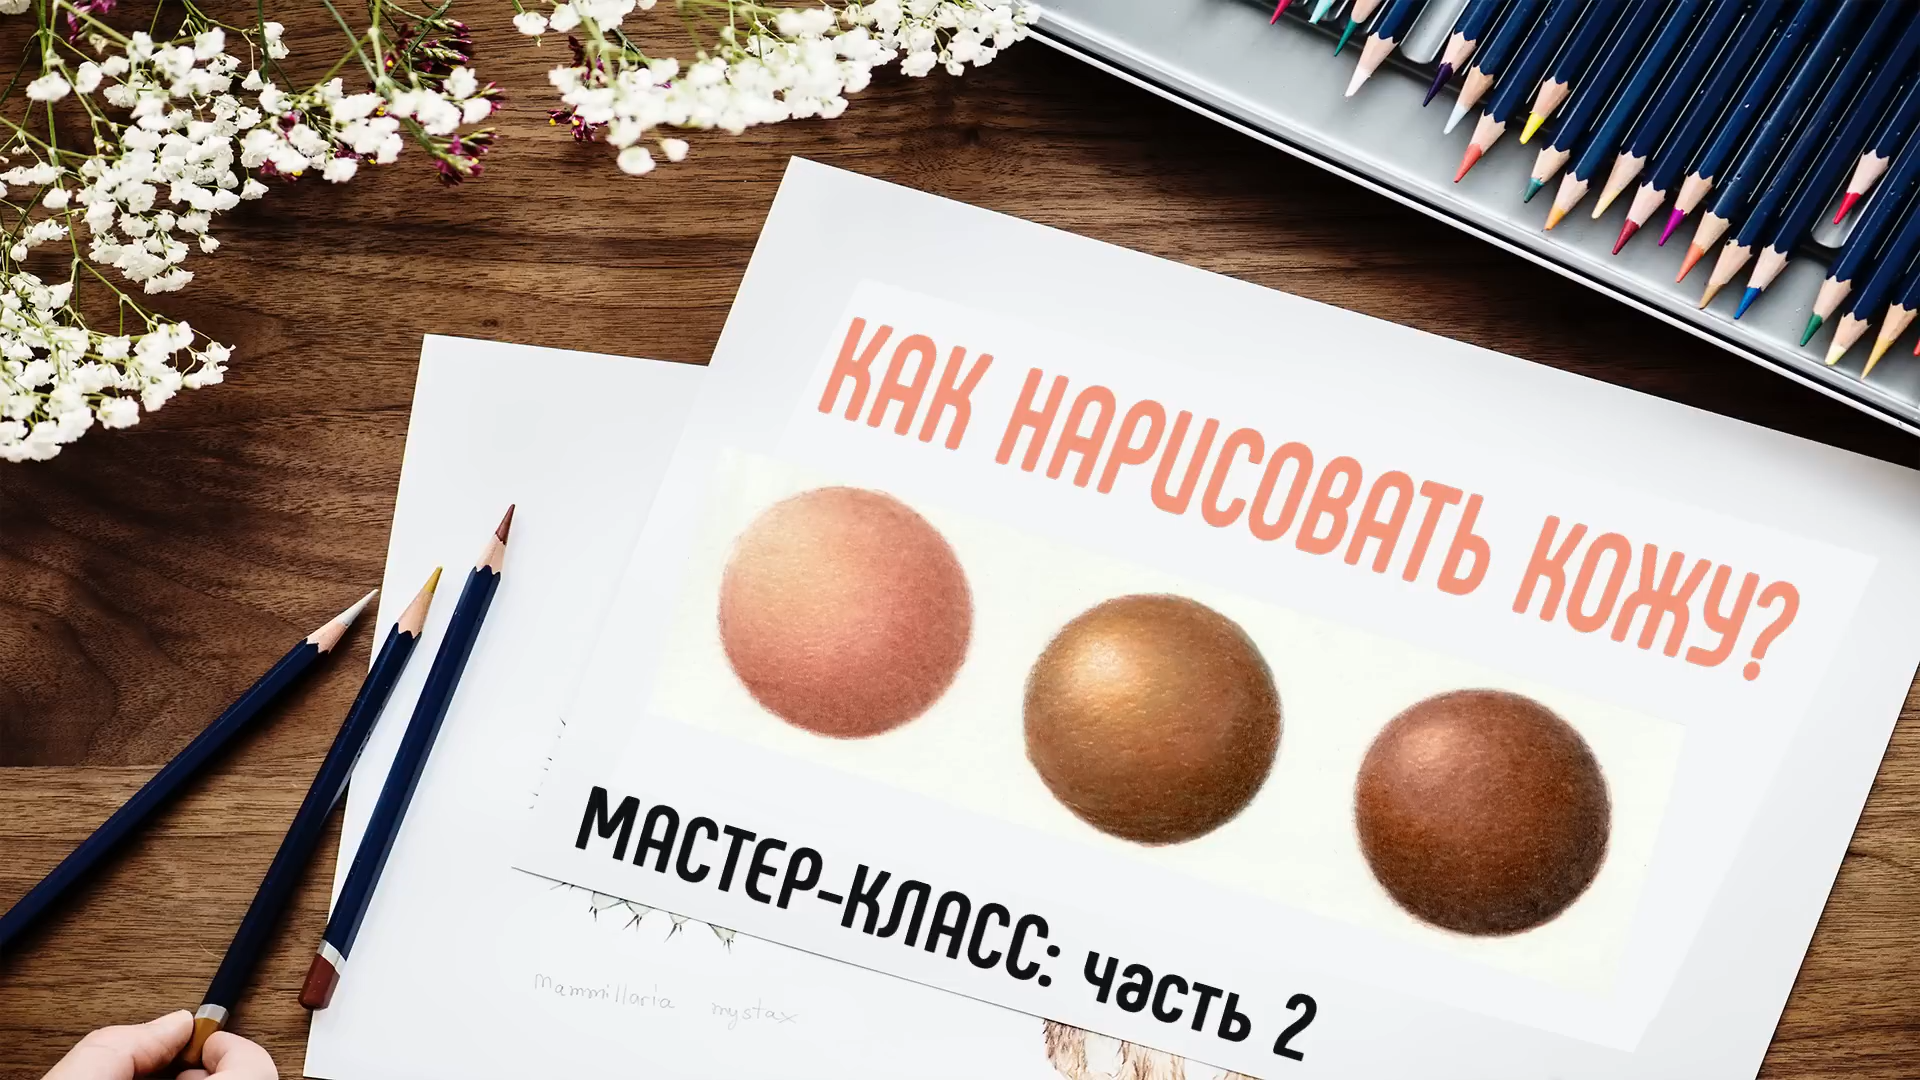 КАК НАРИСОВАТЬ КОЖУ?
МАСТЕР-КЛАСС: часть 2
mammillaria mystax